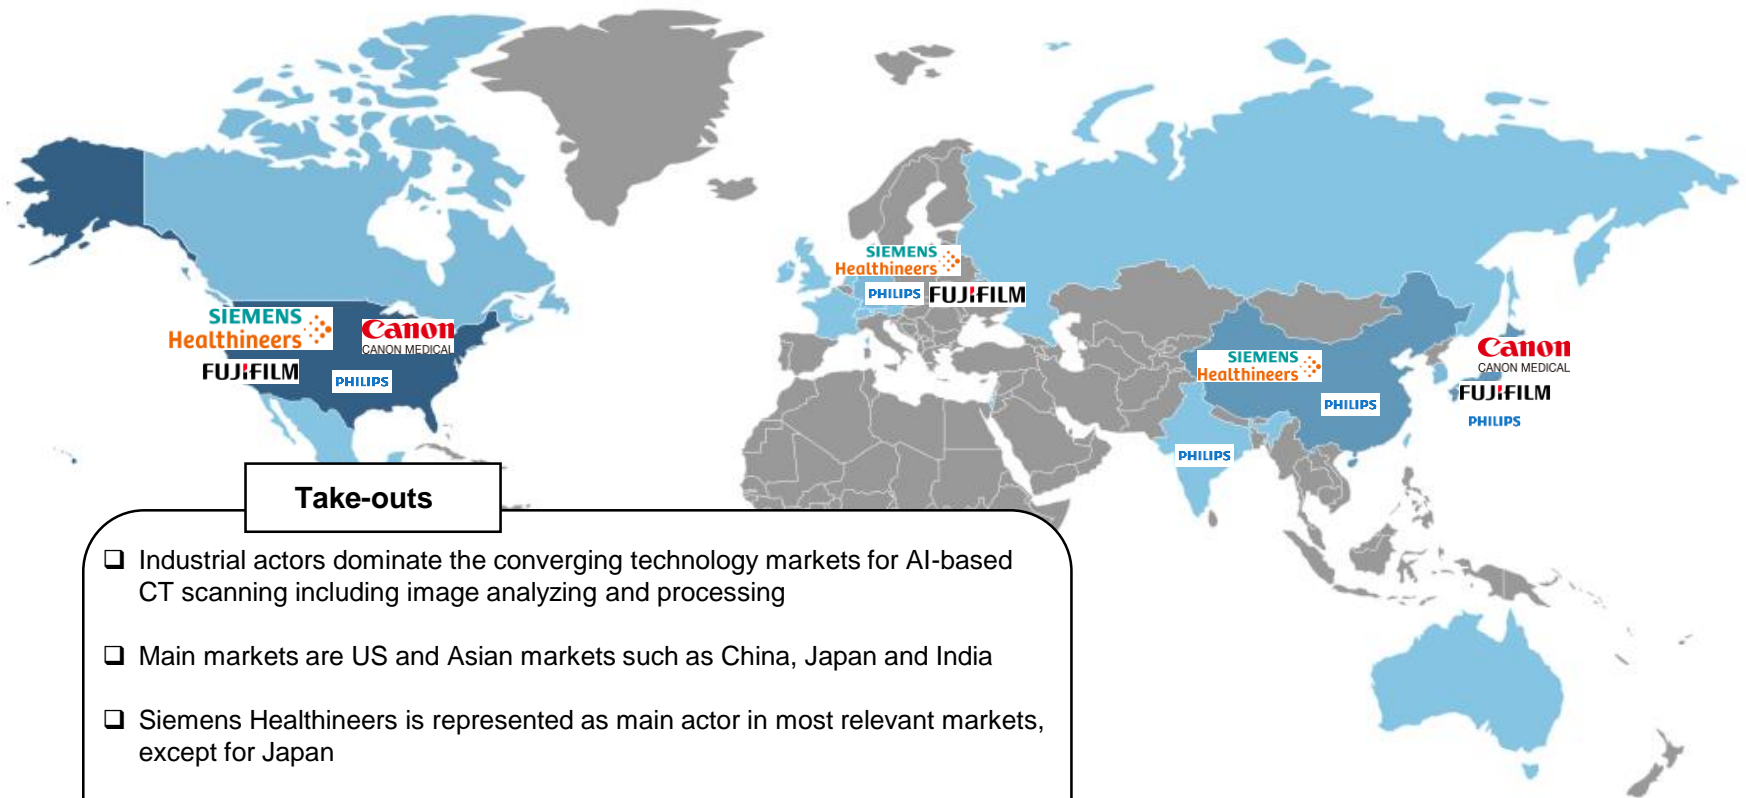 SIEMENS
Healthineers
Canon
CANON MEDICAL
FUJIFILM
PHILIPS
SIEMENS
Healthineers
PHILIPS
FUJIFILM
SIEMENS
Healthineers
PHILIPS
PHILIPS
Canon
CANON MEDICAL
FUJIFILM
PHILIPS
Take-outs
❑ Industrial actors dominate the converging technology markets for AI-based
CT scanning including image analyzing and processing
❑ Main markets are US and Asian markets such as China, Japan and India
❑ Siemens Healthineers is represented as main actor in most relevant markets,
except for Japan